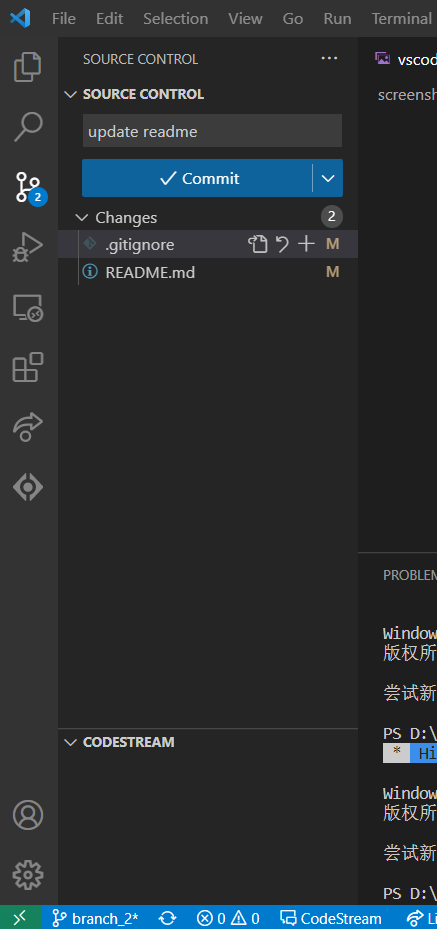 File Edit Selection View Go Run Terminal
SOURCE CONTROL
SOURCE CONTROL
update readme
Commit
Changes 2
.gitignore M
README.md M
2
CODESTREAM
branch_2* 0 0 CodeStream Li
vscod
screensh
PROBLEM
Window
版权所
尝试新
PS D:\
* Hi
Window
版权所
尝试新
PS D:\